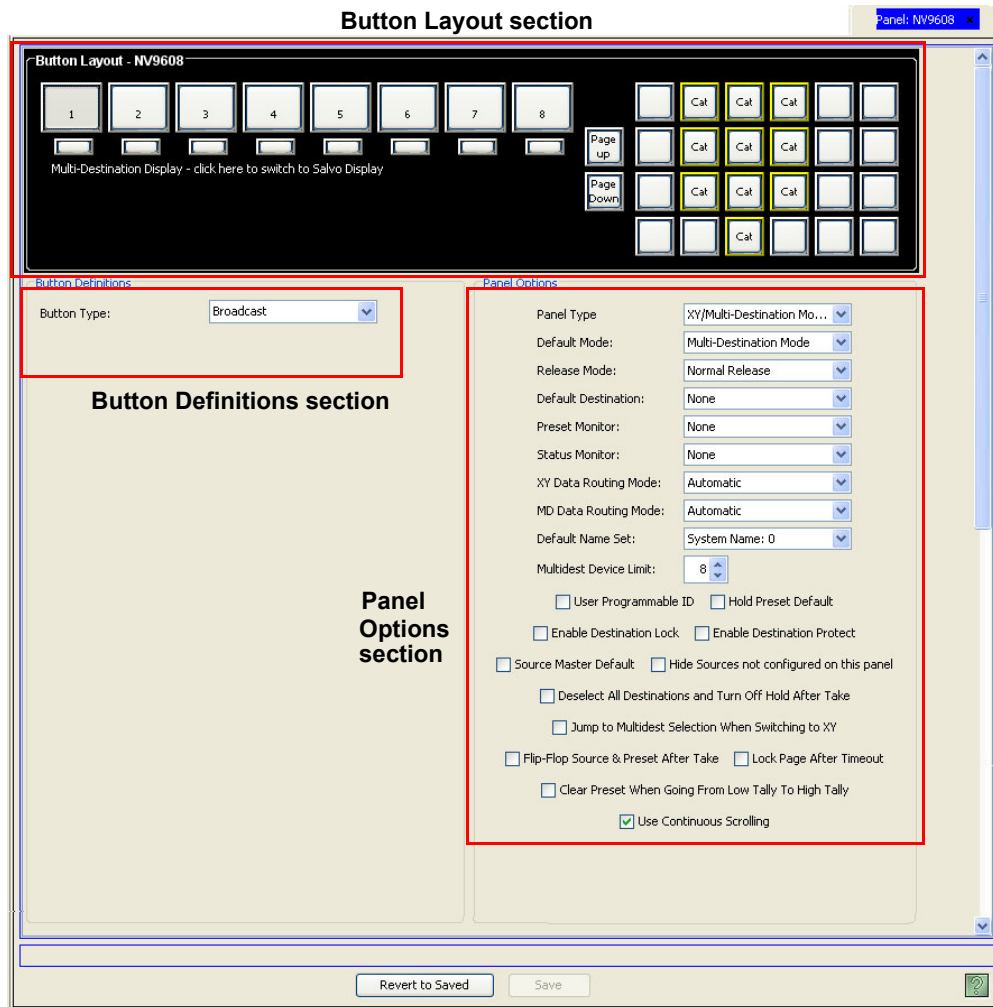 Button Layout section
Panel: NV9608 ×
Button Layout - NV9608
1 2 3 4 5 6 7 8
Cat Cat Cat
Page up
Cat Cat Cat
Multi-Destination Display - click here to switch to Salvo Display
Page Down
Cat Cat Cat
Cat
Button Definitions
Button Type: Broadcast
Button Definitions section
Panel Options
Panel Type XY/Multi-Destination Mo...
Default Mode: Multi-Destination Mode
Release Mode: Normal Release
Default Destination: None
Preset Monitor: None
Status Monitor: None
XY Data Routing Mode: Automatic
MD Data Routing Mode: Automatic
Default Name Set: System Name: 0
Multidest Device Limit: 8
User Programmable ID Hold Preset Default
Enable Destination Lock Enable Destination Protect
Source Master Default Hide Sources not configured on this panel
Deselect All Destinations and Turn Off Hold After Take
Jump to Multidest Selection When Switching to XY
Flip-Flop Source & Preset After Take Lock Page After Timeout
Clear Preset When Going From Low Tally To High Tally
Use Continuous Scrolling
Panel
Options
section
Revert to Saved Save
?